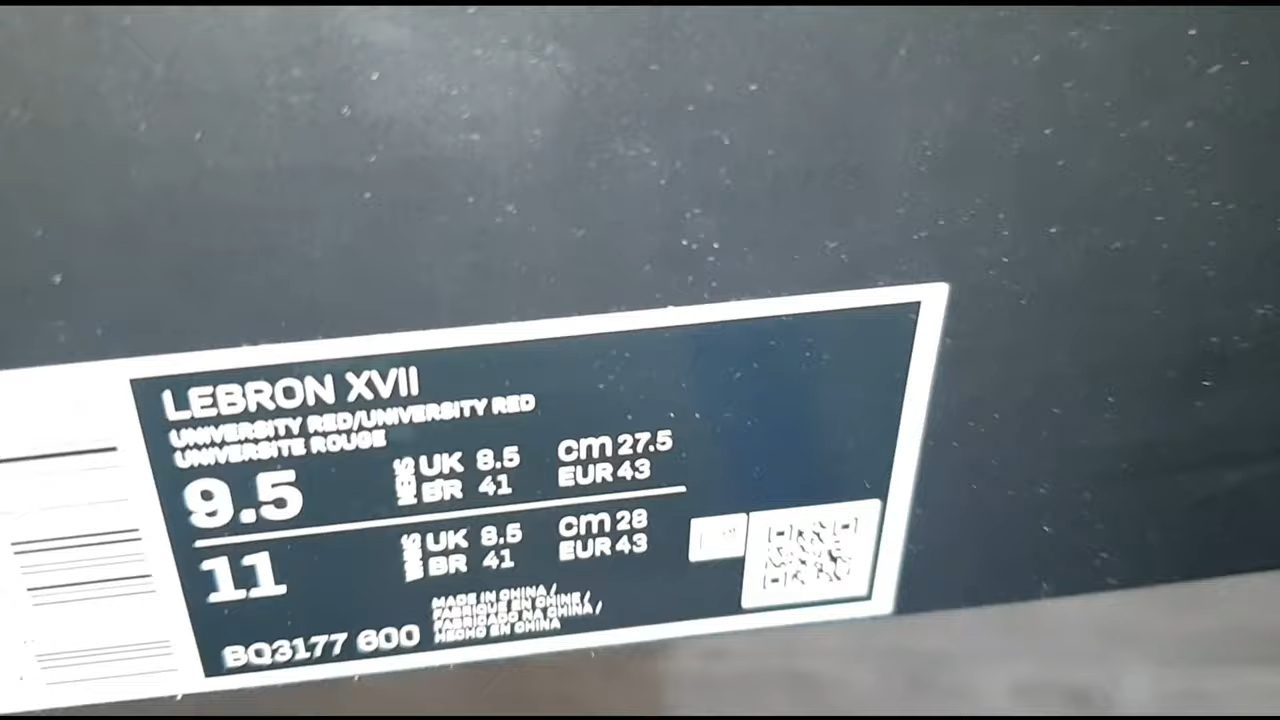 LEBRON XVII
UNIVERSITY RED/UNIVERSITY RED
UNIVERSITE ROUGE
9.5 UK 8.5 cm 27.5
BR 41 EUR 43
11 UK 8.5 cm 28
BR 41 EUR 43
MADE IN CHINA/
FABRIQUE EN CHINE/
FABRICADO NA CHINA/
HECHO EN CHINA
BQ3177 600